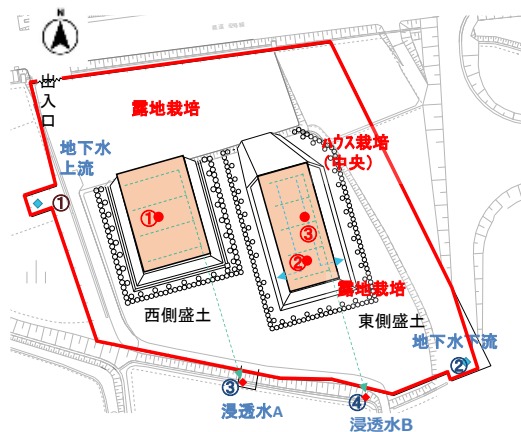 N
出
入
口
露地栽培
地下水
上流
①
ハウス栽培
(中央)
①
③
②
露地栽培
西側盛土
東側盛土
地下水下流
②
③
④
浸透水A
浸透水B